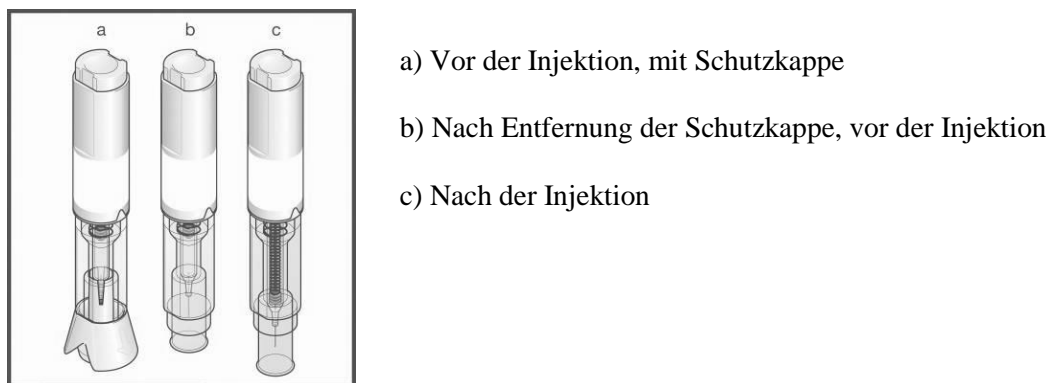 a b c
a) Vor der Injektion, mit Schutzkappe
b) Nach Entfernung der Schutzkappe, vor der Injektion
c) Nach der Injektion